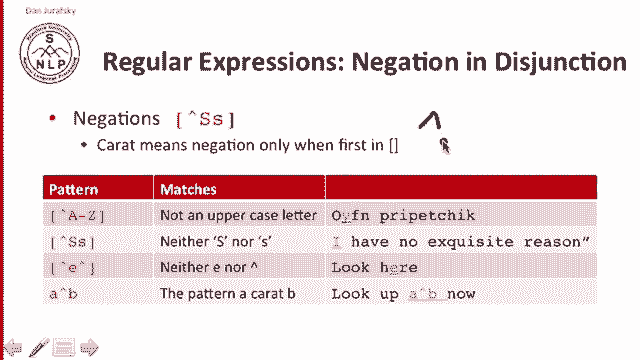 Dan Jurafsky
S
NLP
Regular Expressions: Negation in Disjunction
• Negations [^Ss]
• Carat means negation only when first in []
Pattern Matches
[^A-Z] Not an upper case letter Oyfn pripetchik
[^Ss] Neither ‘S’ nor ‘s’ I have no exquisite reason”
[^e^] Neither e nor ^ Look here
a^b The pattern a carat b Look up a^b now